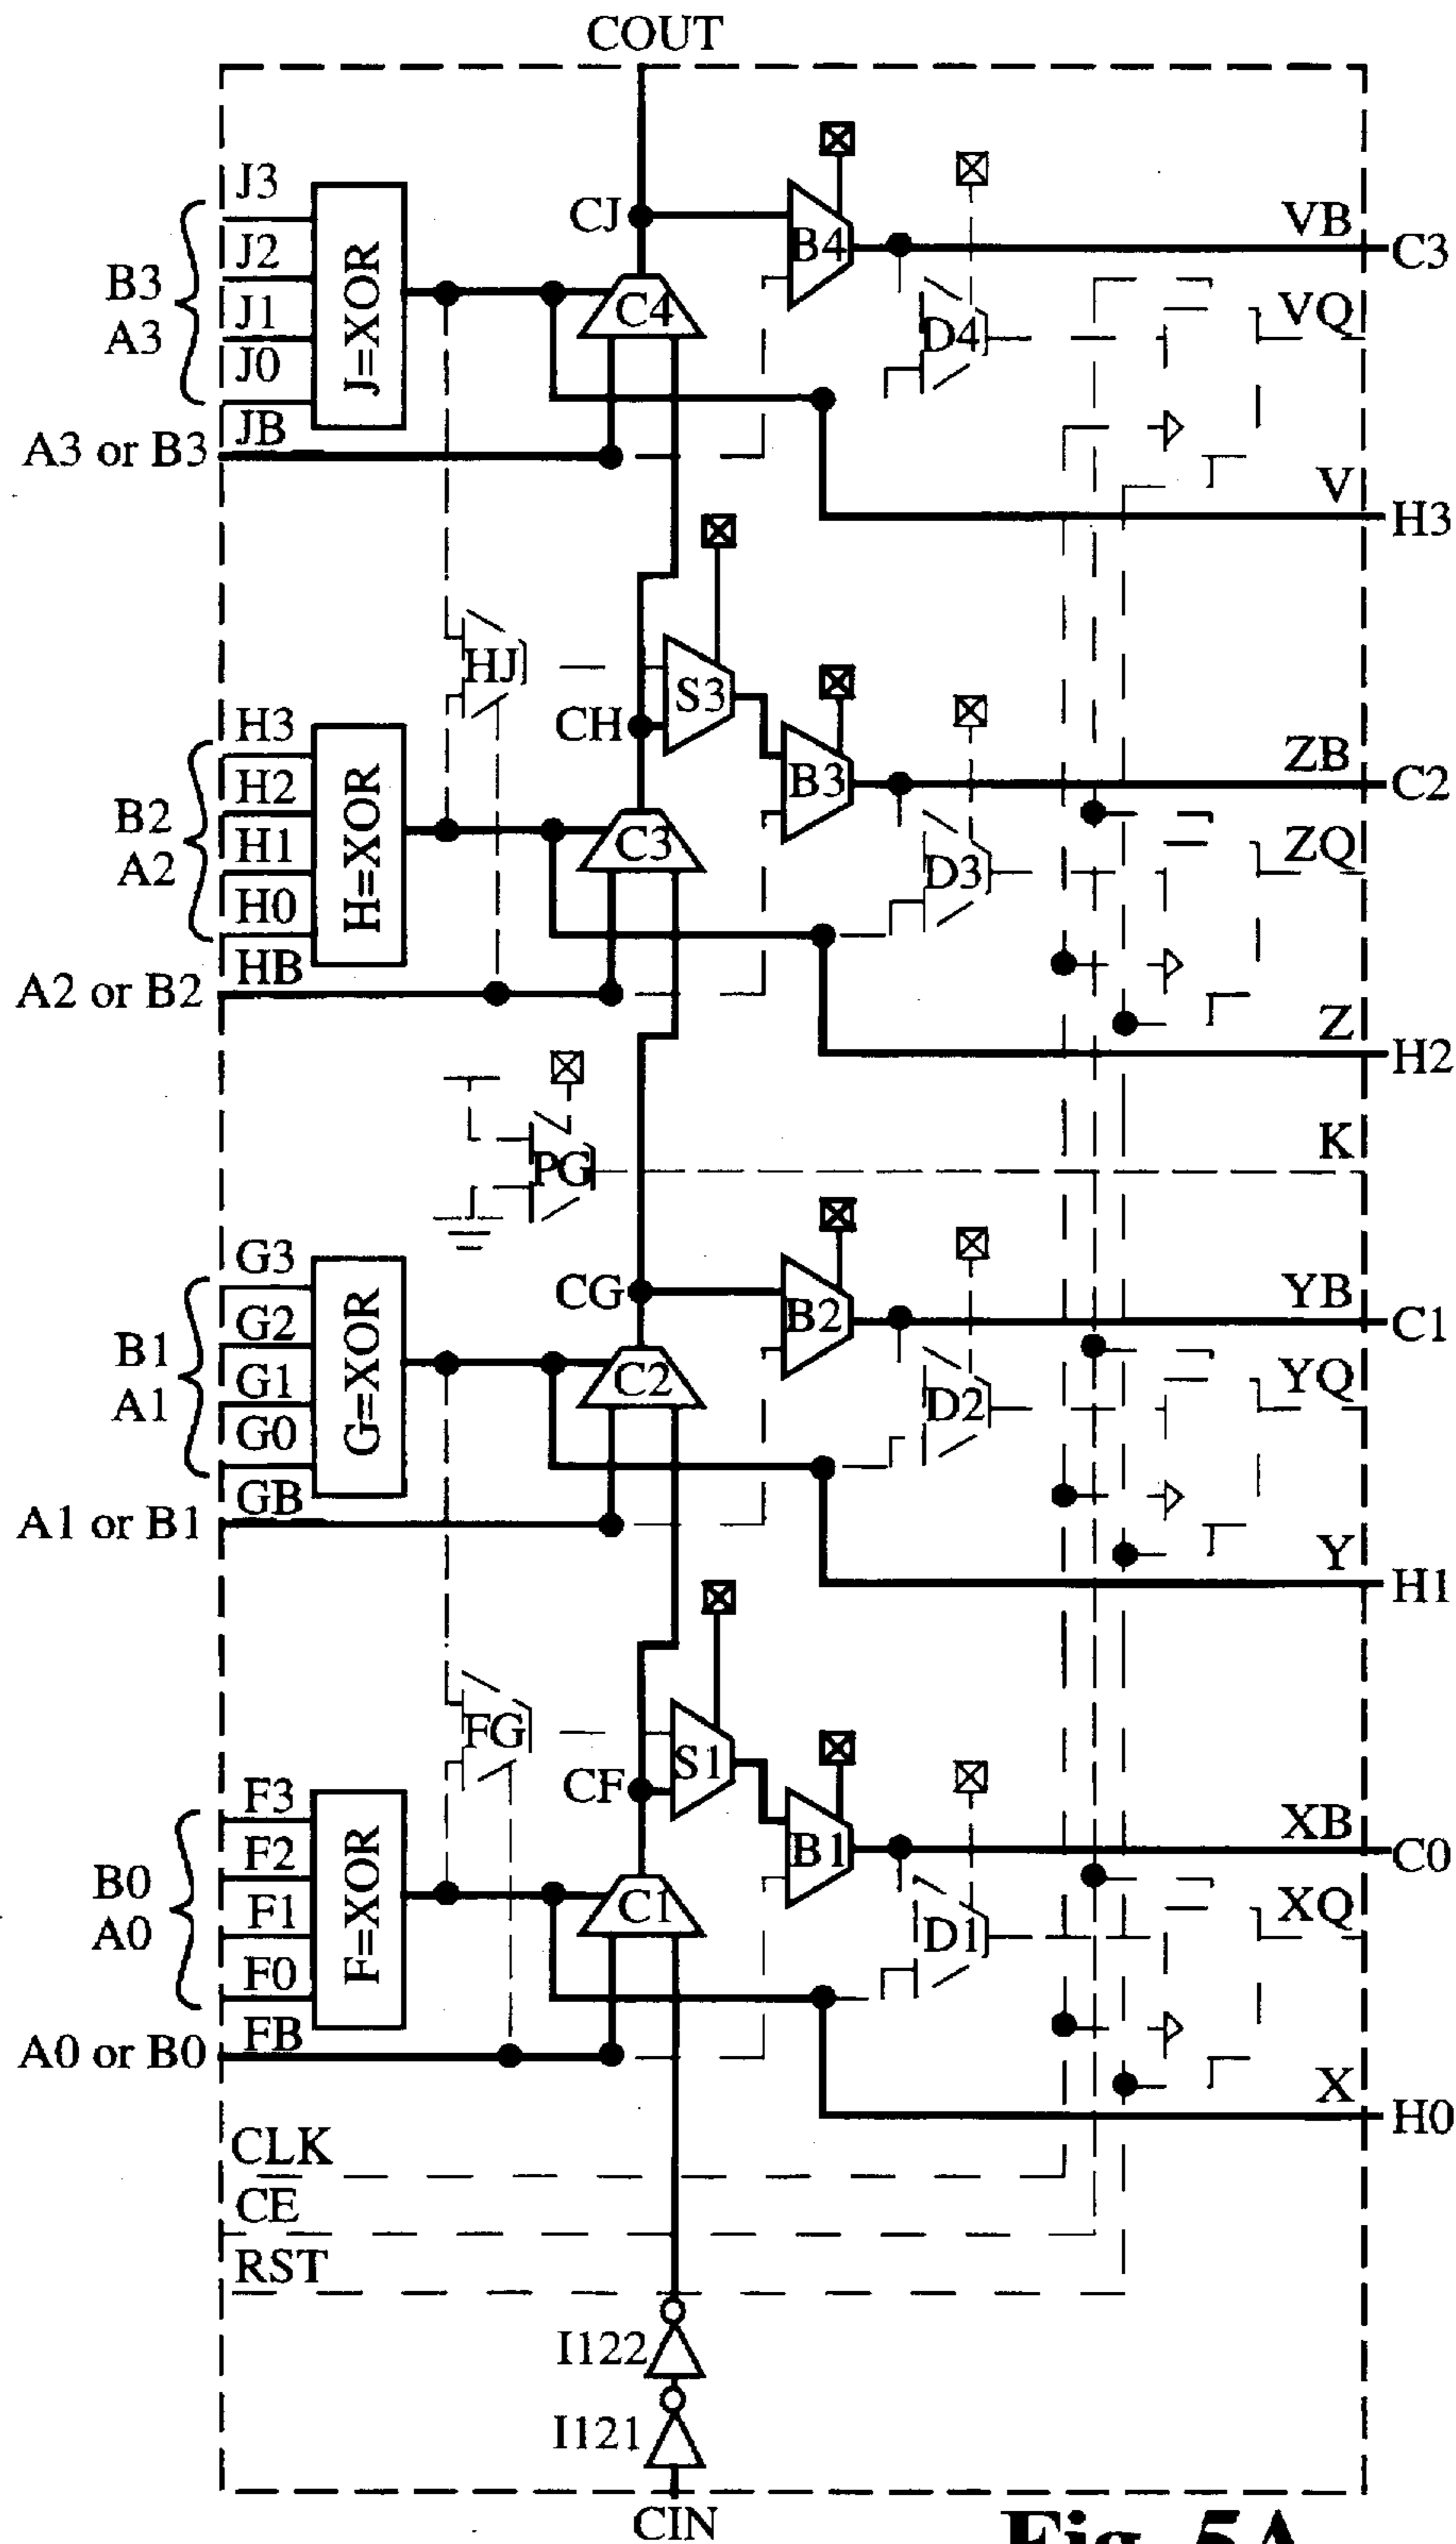 COUT
J3
J2
J1
J0
JB
B3
A3
A3 or B3
J=XOR
CJ
C4
B4
D4
VB
C3
VQ
V
H3
HJ
S3
CH
B3
D3
H3
H2
H1
H0
HB
B2
A2
A2 or B2
H=XOR
C3
ZB
C2
ZQ
Z
H2
K
PG
G3
G2
G1
G0
GB
B1
A1
A1 or B1
G=XOR
CG
C2
B2
D2
YB
C1
YQ
Y
H1
FG
S1
CF
B1
D1
F3
F2
F1
F0
FB
B0
A0
A0 or B0
F=XOR
C1
XB
C0
XQ
X
H0
CLK
CE
RST
I122
I121
CIN
Fig. 5A